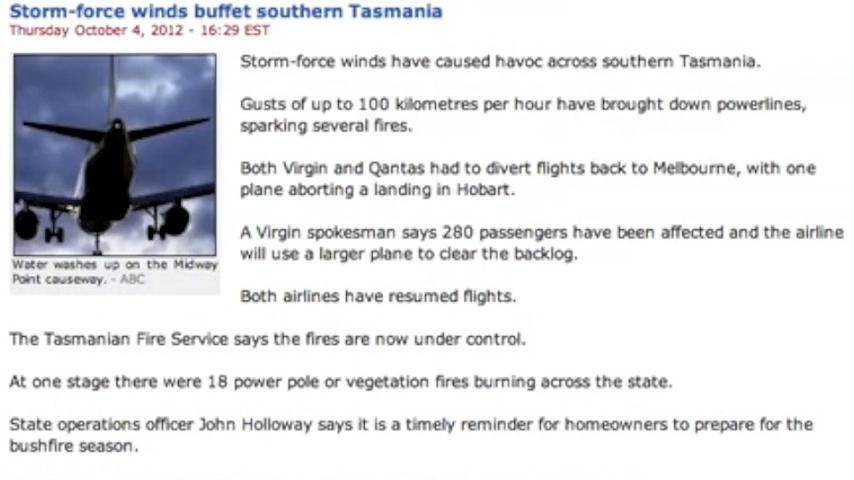 Storm-force winds buffet southern Tasmania
Thursday October 4, 2012 - 16:29 EST
Storm-force winds have caused havoc across southern Tasmania.
Gusts of up to 100 kilometres per hour have brought down powerlines,
sparking several fires.
Both Virgin and Qantas had to divert flights back to Melbourne, with one
plane aborting a landing in Hobart.
A Virgin spokesman says 280 passengers have been affected and the airline
will use a larger plane to clear the backlog.
Water washes up on the Midway
Point causeway. - ABC
Both airlines have resumed flights.
The Tasmanian Fire Service says the fires are now under control.
At one stage there were 18 power pole or vegetation fires burning across the state.
State operations officer John Holloway says it is a timely reminder for homeowners to prepare for the
bushfire season.